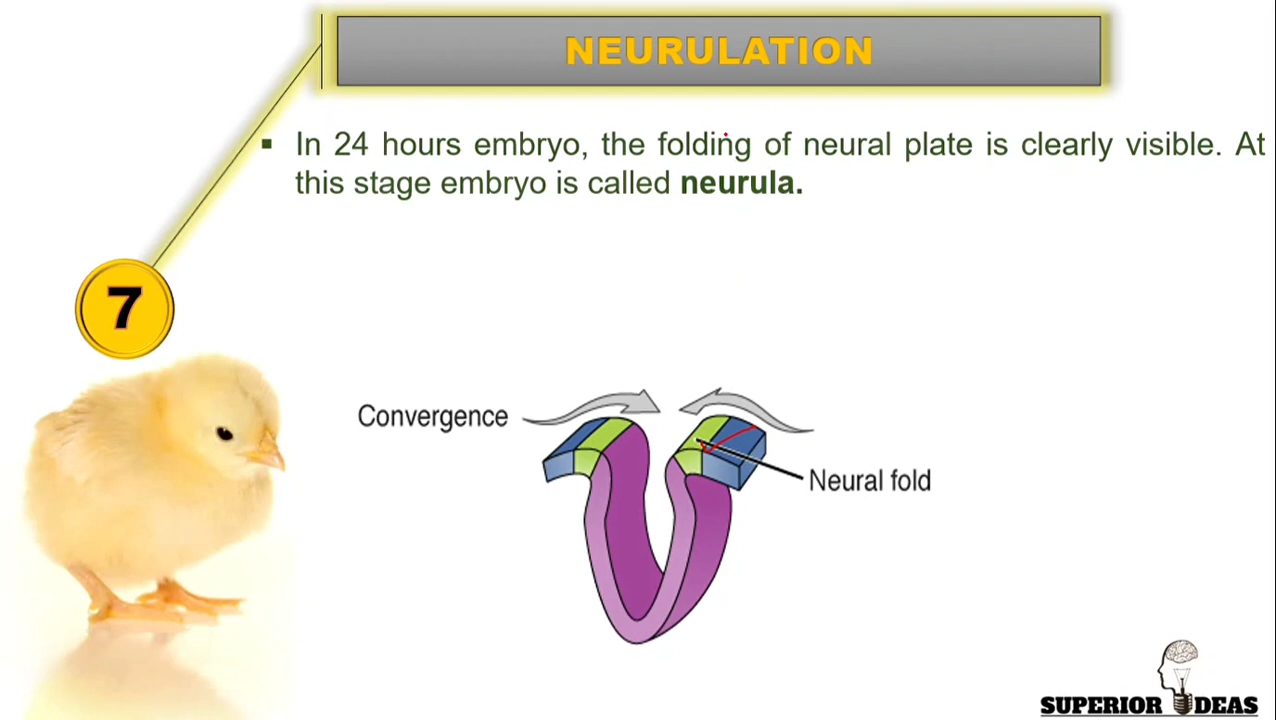 NEURULATION
▪ In 24 hours embryo, the folding of neural plate is clearly visible. At
this stage embryo is called neurula.
7
Convergence
Neural fold
SUPERIOR IDEAS